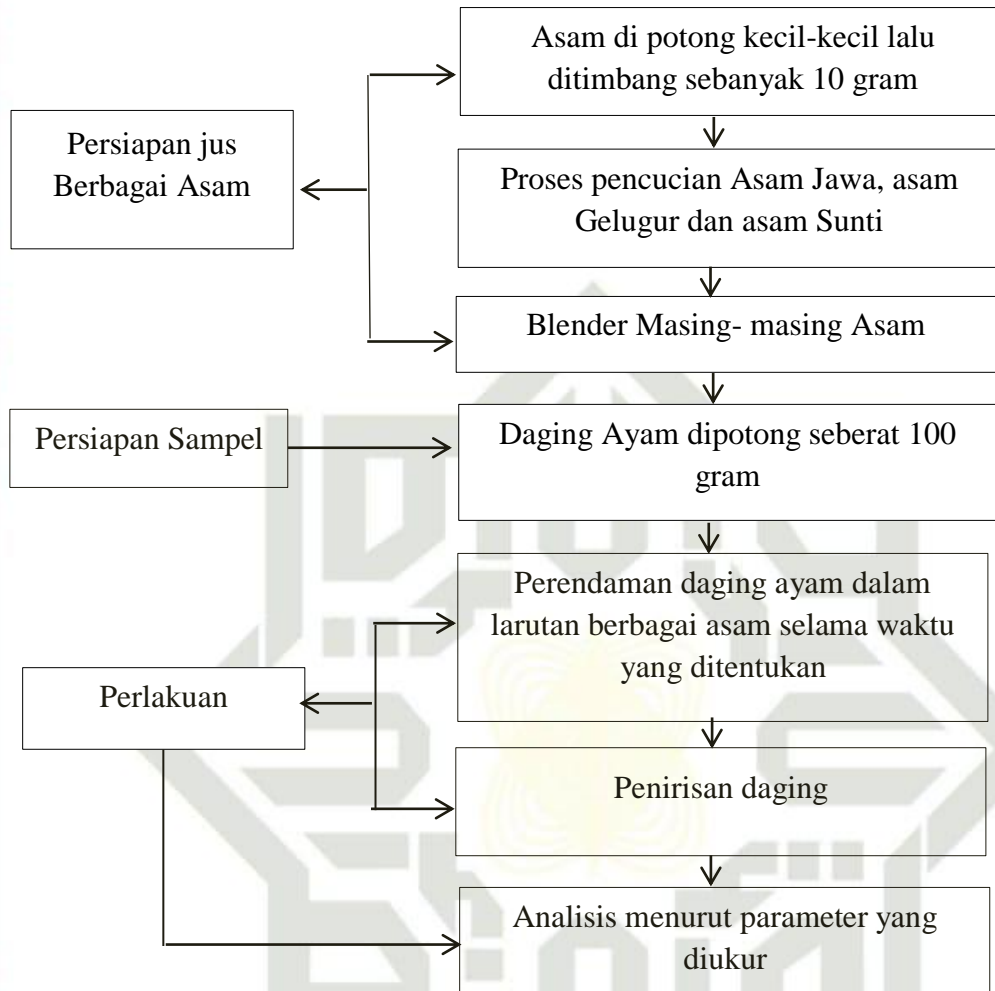 Asam di potong kecil-kecil lalu
ditimbang sebanyak 10 gram
Persiapan jus
Berbagai Asam
Proses pencucian Asam Jawa, asam
Gelugur dan asam Sunti
Blender Masing- masing Asam
Persiapan Sampel
Daging Ayam dipotong seberat 100
gram
Perendaman daging ayam dalam
larutan berbagai asam selama waktu
yang ditentukan
Perlakuan
Penirisan daging
Analisis menurut parameter yang
diukur